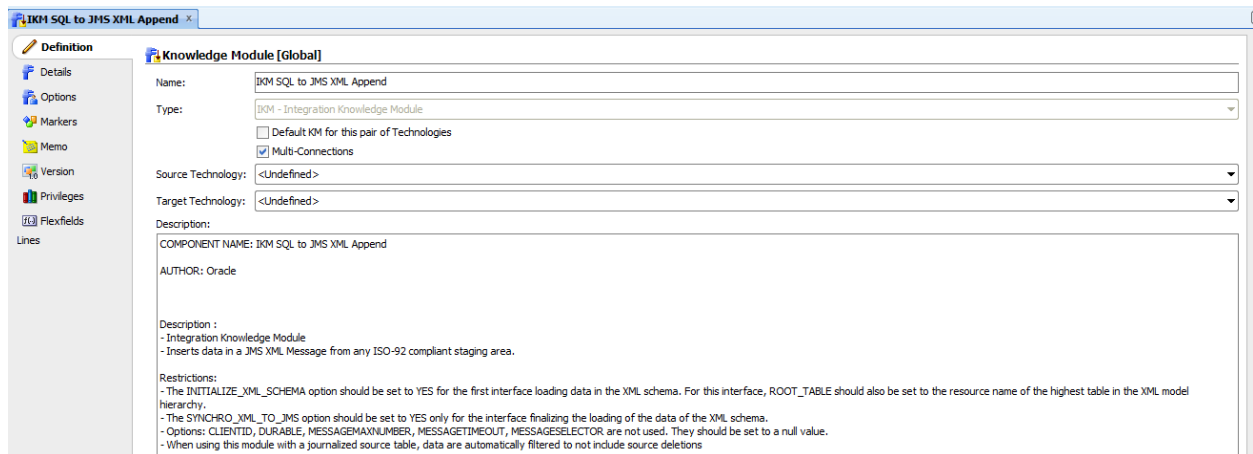 IKM SQL to JMS XML Append
Definition
Details
Options
Markers
Memo
Version
Privileges
Flexfields
Lines
Knowledge Module [Global]
Name: IKM SQL to JMS XML Append
Type: IKM - Integration Knowledge Module
Default KM for this pair of Technologies
Multi-Connections
Source Technology: <Undefined>
Target Technology: <Undefined>
Description:
COMPONENT NAME: IKM SQL to JMS XML Append
AUTHOR: Oracle
Description :
- Integration Knowledge Module
- Inserts data in a JMS XML Message from any ISO-92 compliant staging area.
Restrictions:
- The INITIALIZE_XML_SCHEMA option should be set to YES for the first interface loading data in the XML schema. For this interface, ROOT_TABLE should also be set to the resource name of the highest table in the XML model
hierarchy.
- The SYNCHRO_XML_TO_JMS option should be set to YES only for the interface finalizing the loading of the data of the XML schema.
- Options: CLIENTID, DURABLE, MESSAGEMAXNUMBER, MESSAGETIMEOUT, MESSAGESELECTOR are not used. They should be set to a null value.
- When using this module with a journalized source table, data are automatically filtered to not include source deletions